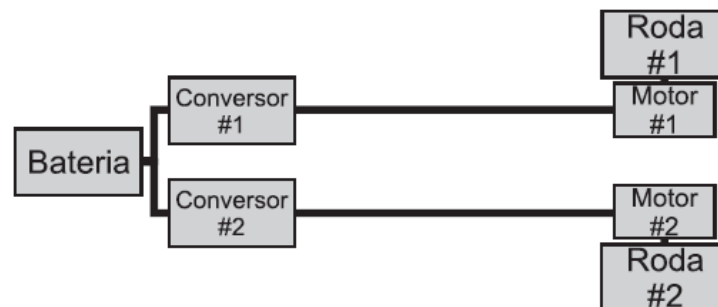 Roda
#1
Conversor
#1
Motor
#1
Bateria
Conversor
#2
Motor
#2
Roda
#2